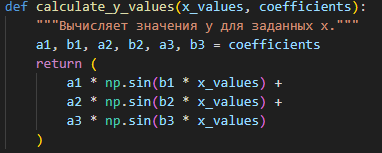 def calculate_y_values(x_values, coefficients):
    """Вычисляет значения y для заданных x."""
    a1, b1, a2, b2, a3, b3 = coefficients
    return (
        a1 * np.sin(b1 * x_values) +
        a2 * np.sin(b2 * x_values) +
        a3 * np.sin(b3 * x_values)
    )